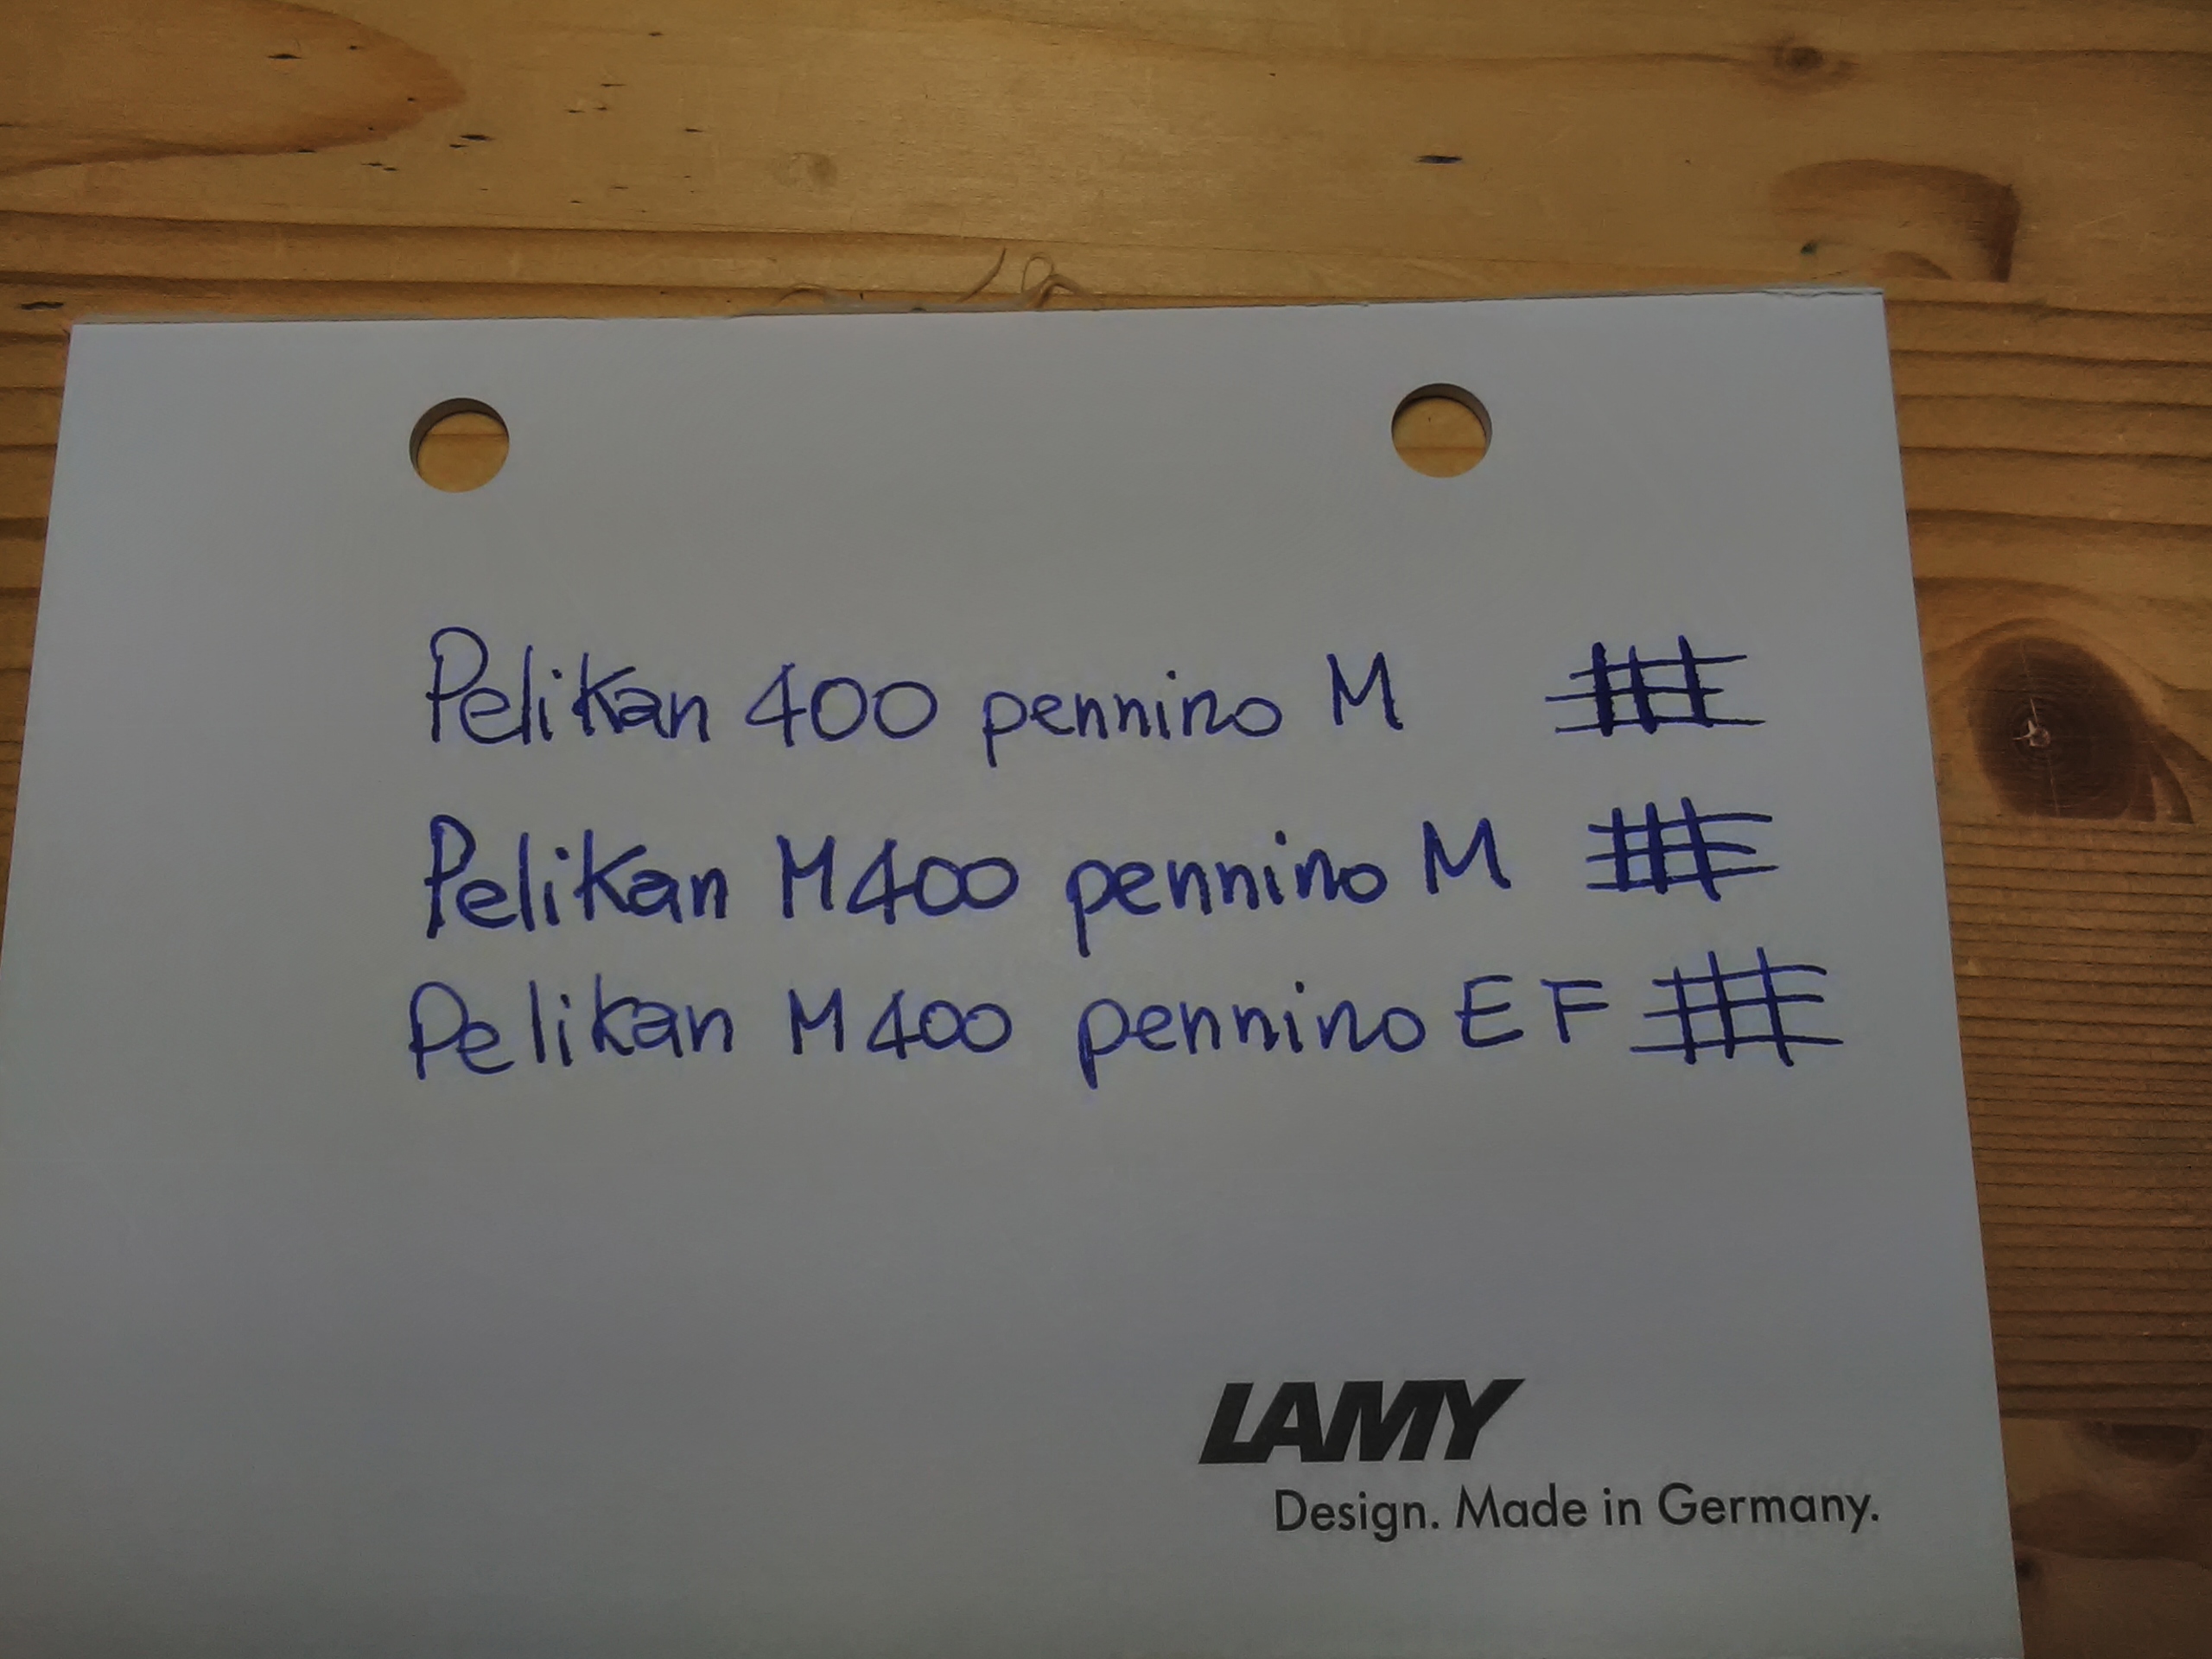 Pelikan 400 pennino M
Pelikan M400 pennino M
Pelikan M400 pennino EF
LAMY
Design. Made in Germany.